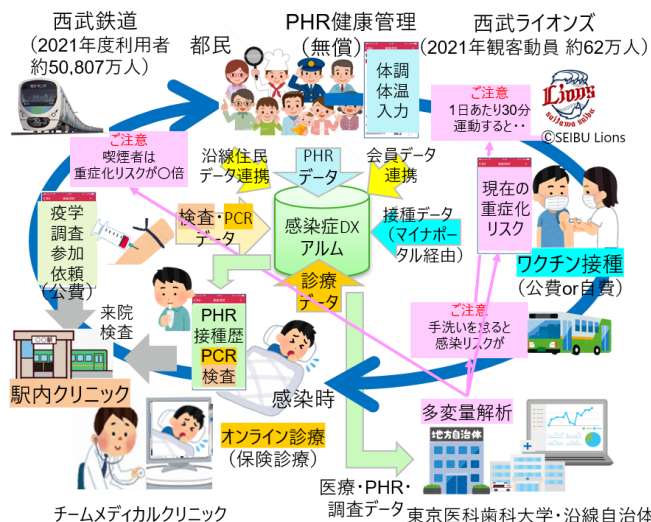 西武鉄道
(2021年度利用者
約50,807万人)
都民
PHR健康管理
(無償)
西武ライオンズ
(2021年観客動員 約62万人)
体調
体温
入力
Lions
seibawa seibu
ⒸSEIBU Lions
ご注意
1日あたり30分
運動すると・・
ご注意
喫煙者は
重症化リスクが〇倍
沿線住民
データ連携
PHR
データ
会員データ
連携
現在の
重症化
リスク
疫学
調査
参加
依頼
(公費)
検査・PCR
データ
感染症DX
アルム
接種データ
(マイナポー
タル経由)
ワクチン接種
(公費or自費)
診療
データ
来院
検査
PHR
接種歴
PCR
検査
ご注意
手洗いを怠ると
感染リスクが
〇〇駅
駅内クリニック
感染時
オンライン診療
(保険診療)
多変量解析
地方自治体
医療・PHR・
調査データ
チームメディカルクリニック
東京医科歯科大学・沿線自治体